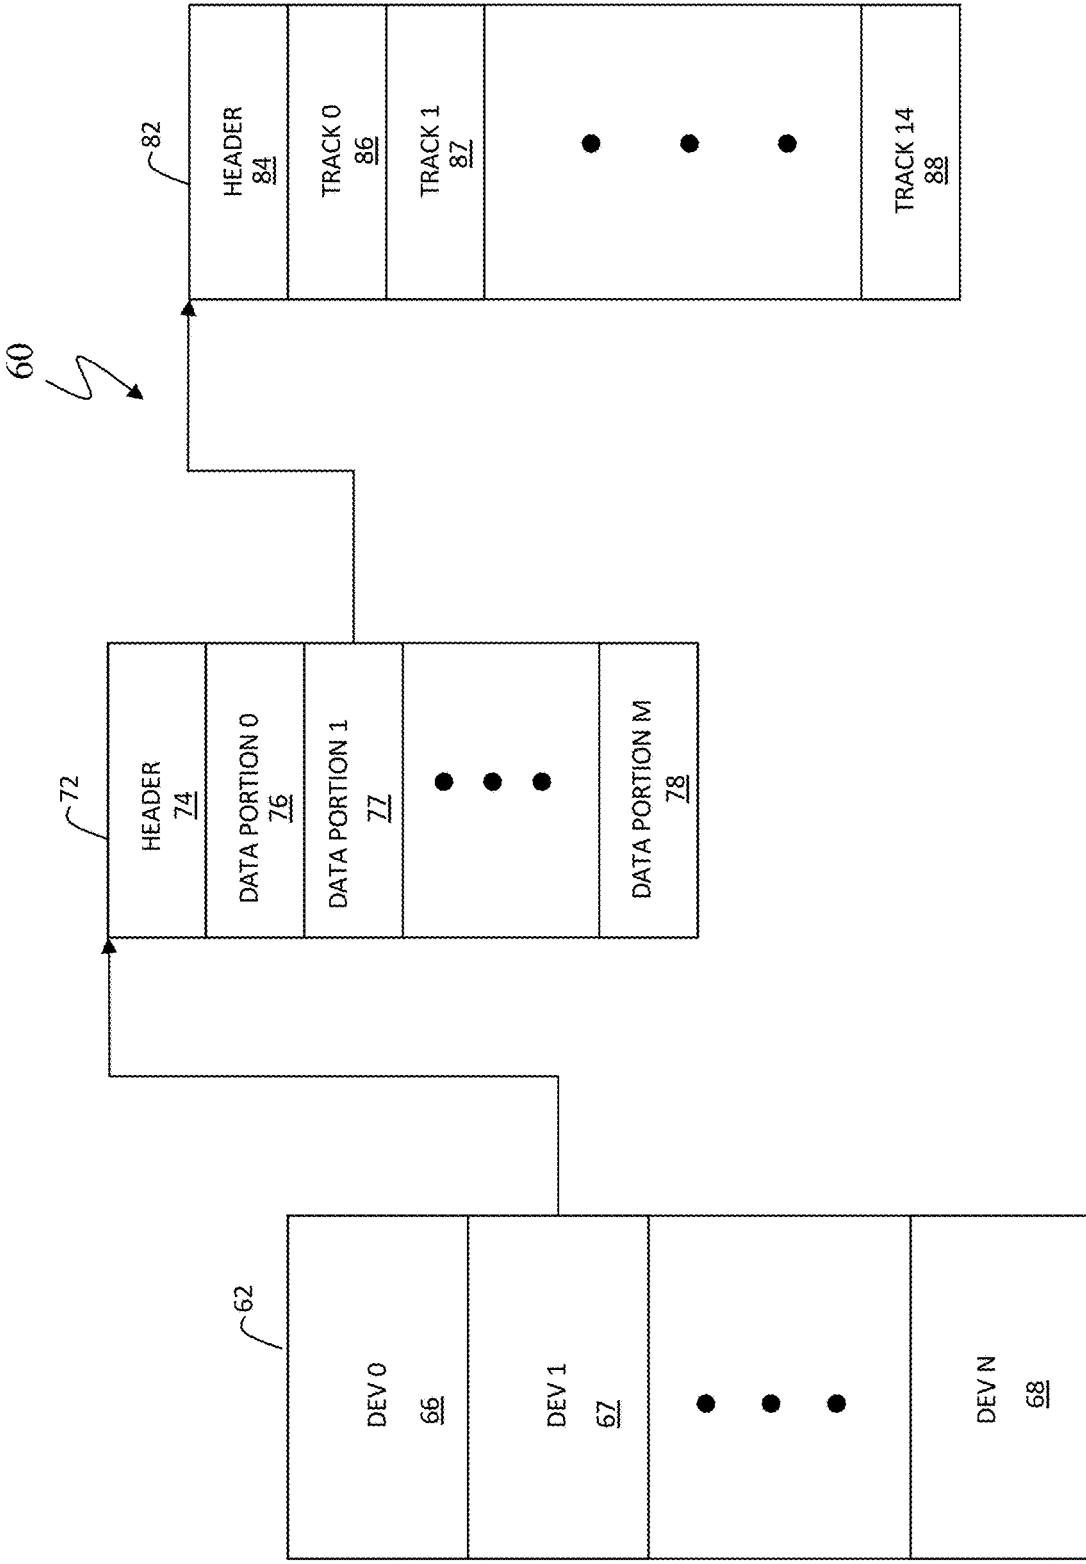 60
62
DEV 0
66
DEV 1
67
DEV N
68
72
HEADER
74
DATA PORTION 0
76
DATA PORTION 1
77
DATA PORTION M
78
82
HEADER
84
TRACK 0
86
TRACK 1
87
TRACK 14
88